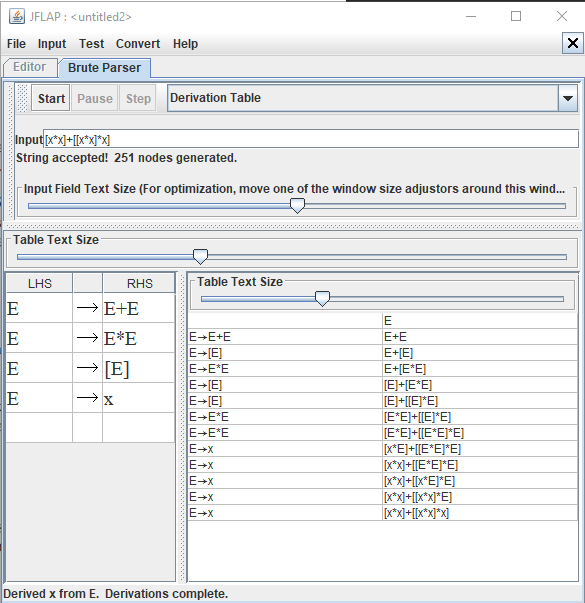 JFLAP : <untitled2>
File Input Test Convert Help
Editor Brute Parser
Start Pause Step Derivation Table
Input [x*x]+[[x*x]*x]
String accepted! 251 nodes generated.
Input Field Text Size (For optimization, move one of the window size adjustors around this wind...
Table Text Size
LHS RHS
E → E+E
E → E*E
E → [E]
E → x
Table Text Size
E
E→E+E E+E
E→[E] E+[E]
E→E*E E+[E*E]
E→[E] [E]+[E*E]
E→[E] [E]+[[E]*E]
E→E*E [E*E]+[[E]*E]
E→E*E [E*E]+[[E*E]*E]
E→x [x*E]+[[E*E]*E]
E→x [x*x]+[[E*E]*E]
E→x [x*x]+[[x*E]*E]
E→x [x*x]+[[x*x]*E]
E→x [x*x]+[[x*x]*x]
Derived x from E. Derivations complete.